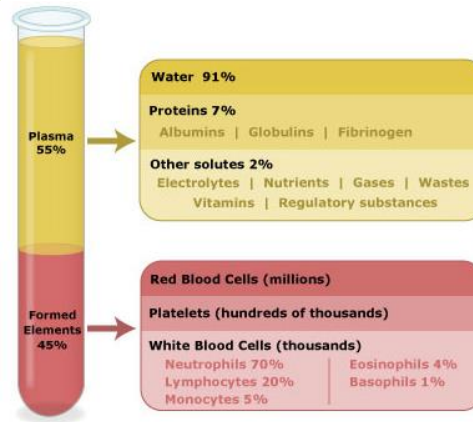 Plasma
55%
Water 91%
Proteins 7%
Albumins | Globulins | Fibrinogen
Other solutes 2%
Electrolytes | Nutrients | Gases | Wastes
Vitamins | Regulatory substances
Formed
Elements
45%
Red Blood Cells (millions)
Platelets (hundreds of thousands)
White Blood Cells (thousands)
Neutrophils 70%
Lymphocytes 20%
Monocytes 5%
Eosinophils 4%
Basophils 1%